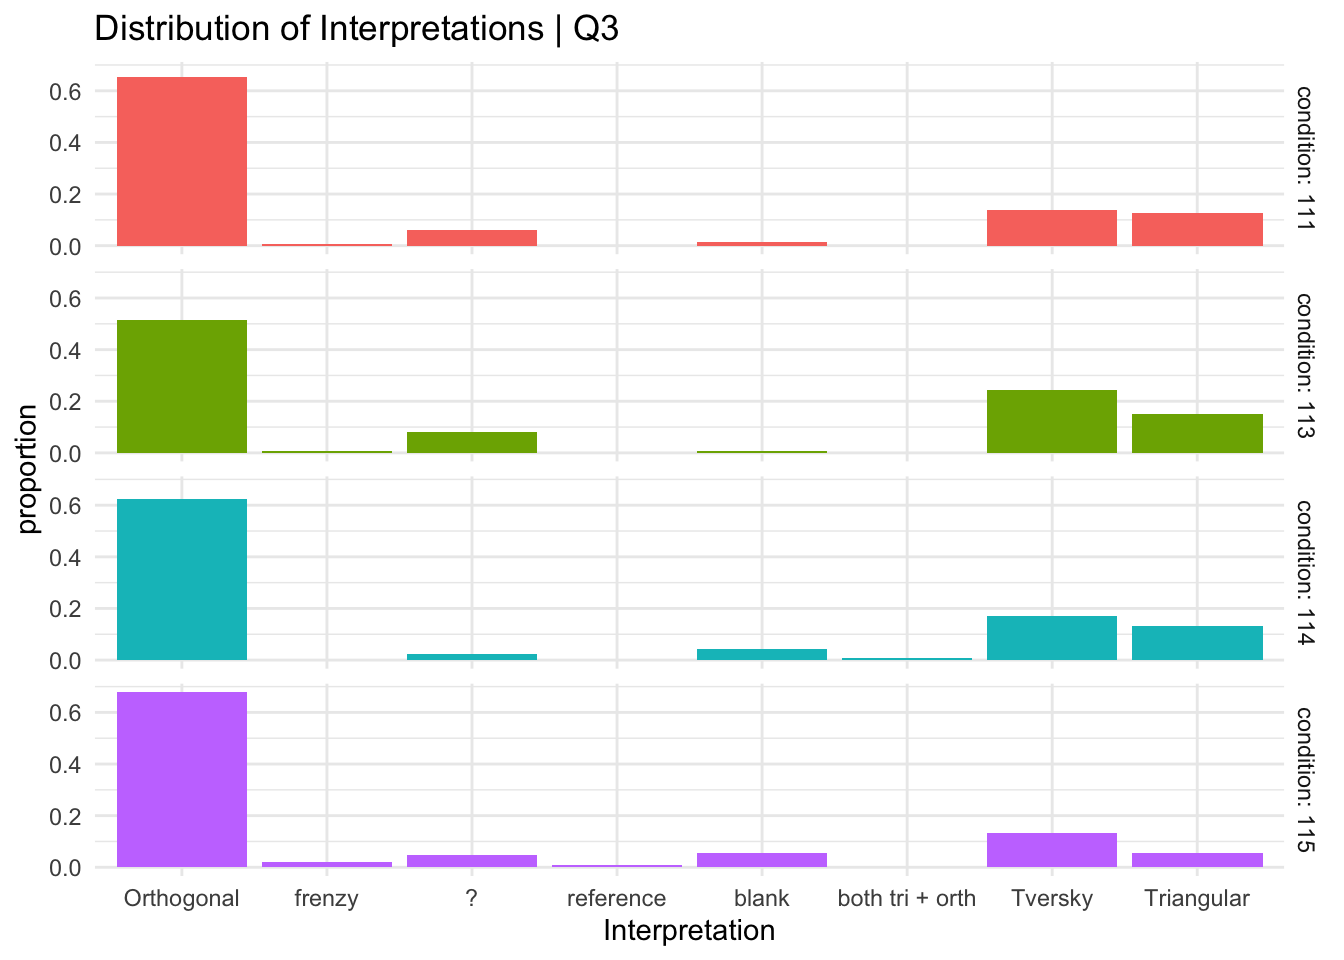 Distribution of Interpretations | Q3
proportion
0.6
0.4
0.2
0.0
condition: 111
0.6
0.4
0.2
0.0
condition: 113
0.6
0.4
0.2
0.0
condition: 114
0.6
0.4
0.2
0.0
condition: 115
Orthogonal frenzy ? reference blank both tri + orth Tversky Triangular
Interpretation